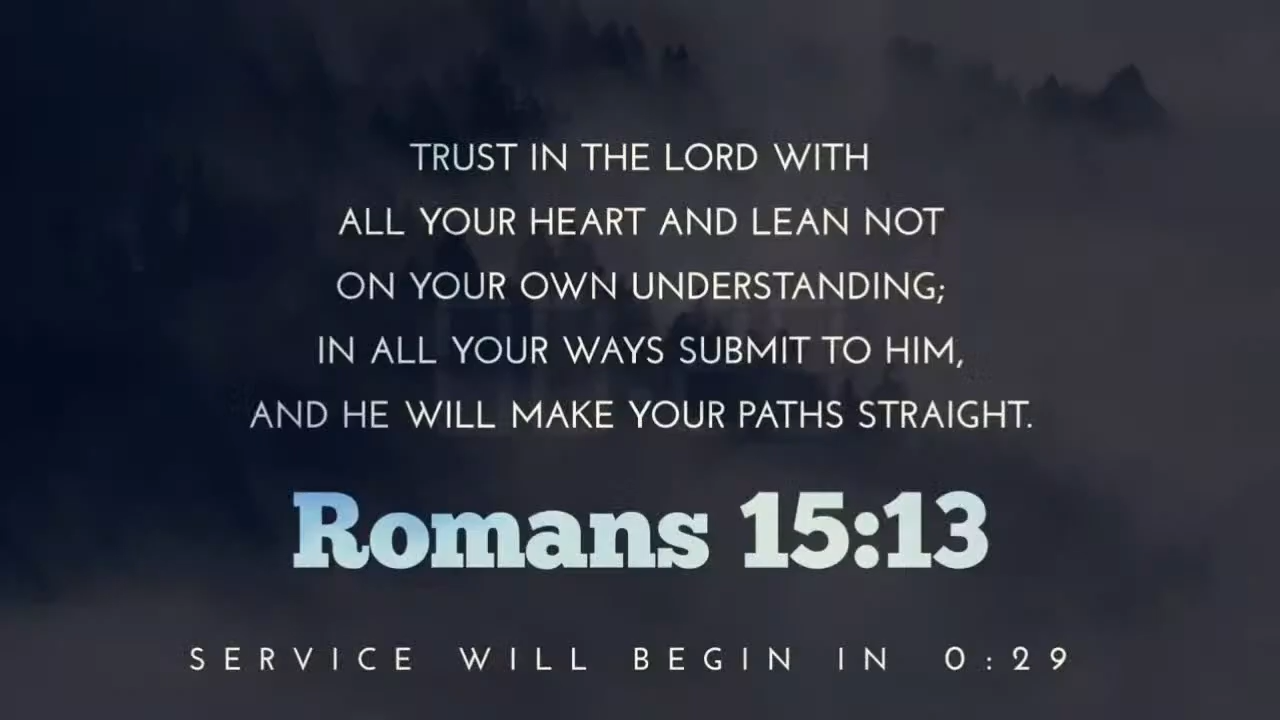 TRUST IN THE LORD WITH
ALL YOUR HEART AND LEAN NOT
ON YOUR OWN UNDERSTANDING;
IN ALL YOUR WAYS SUBMIT TO HIM,
AND HE WILL MAKE YOUR PATHS STRAIGHT.
Romans 15:13
SERVICE WILL BEGIN IN 0:29